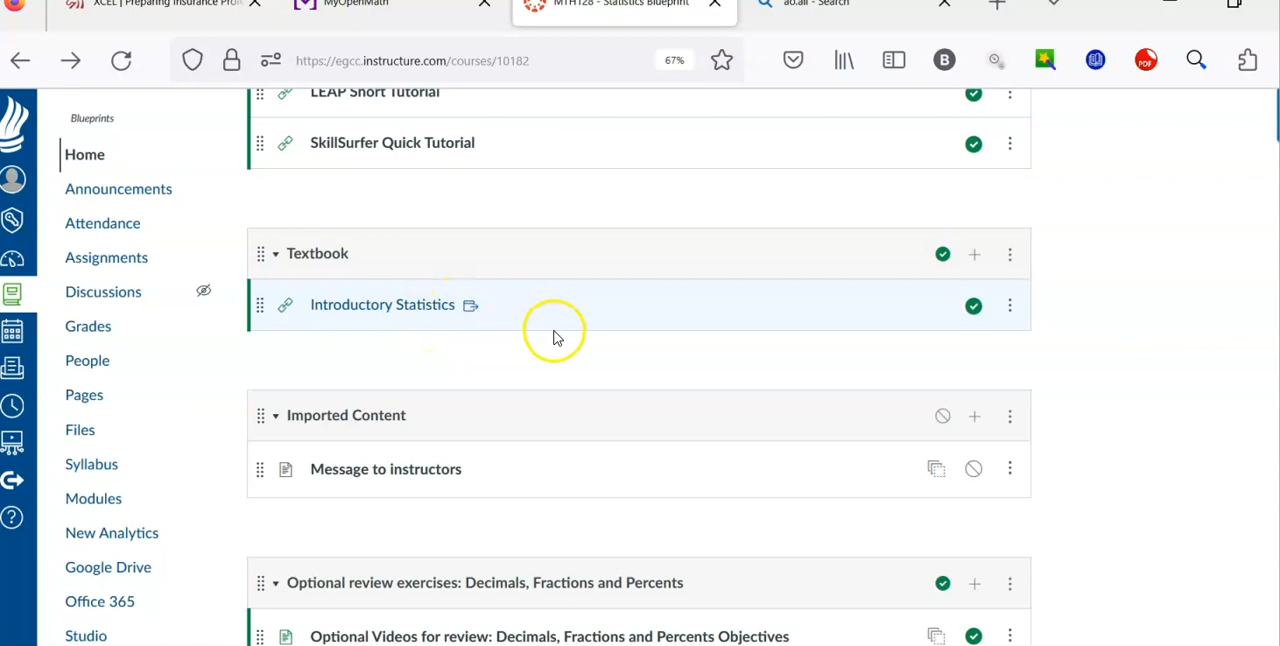 XCEL | Preparing Insurance Prof
MyOpenMath
MTH128 - Statistics Blueprint
ao.all - Search
https://egcc.instructure.com/courses/10182
67%
B
PDF
Blueprints
Home
Announcements
Attendance
Assignments
Discussions
Grades
People
Pages
Files
Syllabus
Modules
New Analytics
Google Drive
Office 365
Studio
LEAP Short Tutorial
SkillSurfer Quick Tutorial
Textbook
Introductory Statistics
Imported Content
Message to instructors
Optional review exercises: Decimals, Fractions and Percents
Optional Videos for review: Decimals, Fractions and Percents Objectives